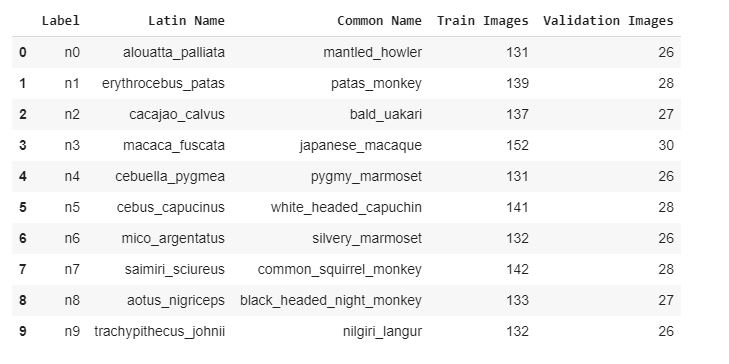 Label Latin Name Common Name Train Images Validation Images
0 n0 alouatta_palliata mantled_howler 131 26
1 n1 erythrocebus_patas patas_monkey 139 28
2 n2 cacajao_calvus bald_uakari 137 27
3 n3 macaca_fuscata japanese_macaque 152 30
4 n4 cebuella_pygmea pygmy_marmoset 131 26
5 n5 cebus_capucinus white_headed_capuchin 141 28
6 n6 mico_argentatus silvery_marmoset 132 26
7 n7 saimiri_sciureus common_squirrel_monkey 142 28
8 n8 aotus_nigriceps black_headed_night_monkey 133 27
9 n9 trachypithecus_johnii nilgiri_langur 132 26